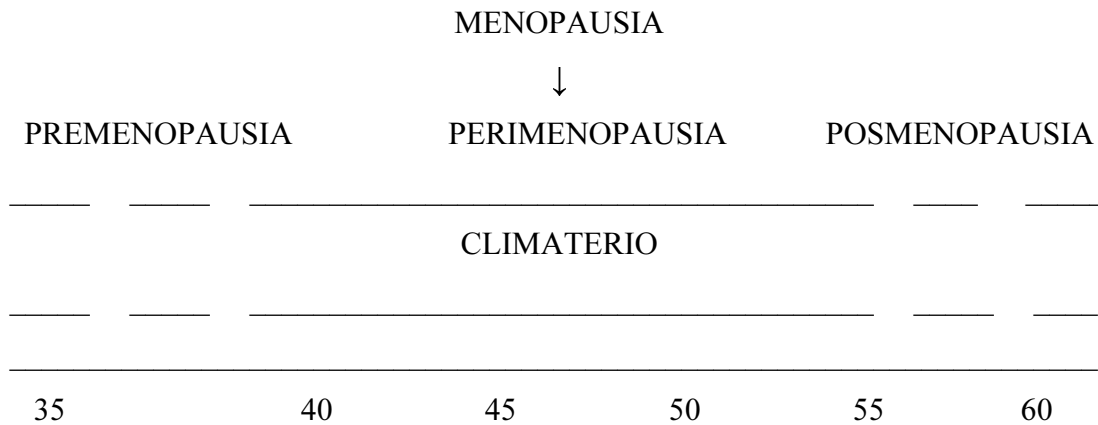 MENOPAUSIA
↓
PREMENOPAUSIA PERIMENOPAUSIA POSMENOPAUSIA
CLIMATERIO
35 40 45 50 55 60